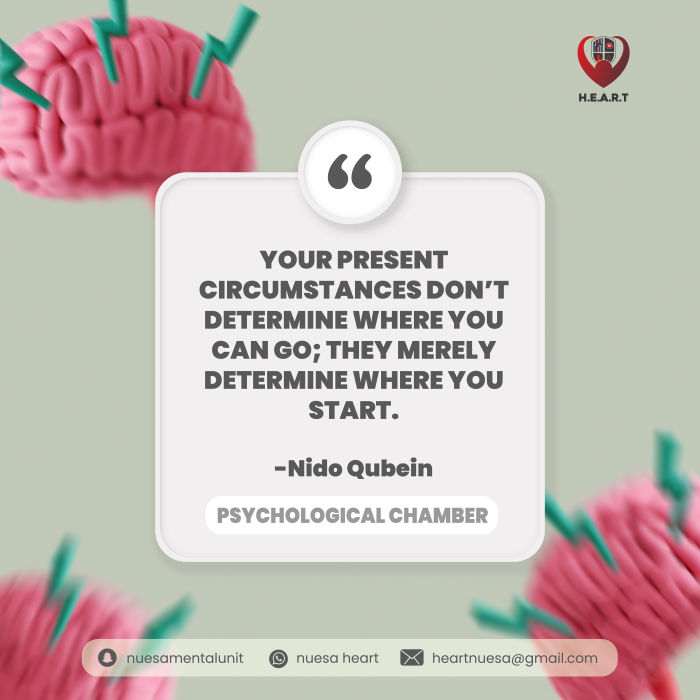 H.E.A.R.T
“
YOUR PRESENT
CIRCUMSTANCES DON’T
DETERMINE WHERE YOU
CAN GO; THEY MERELY
DETERMINE WHERE YOU
START.
-Nido Qubein
PSYCHOLOGICAL CHAMBER
nuesamentalunit nuesa heart heartnuesa@gmail.com